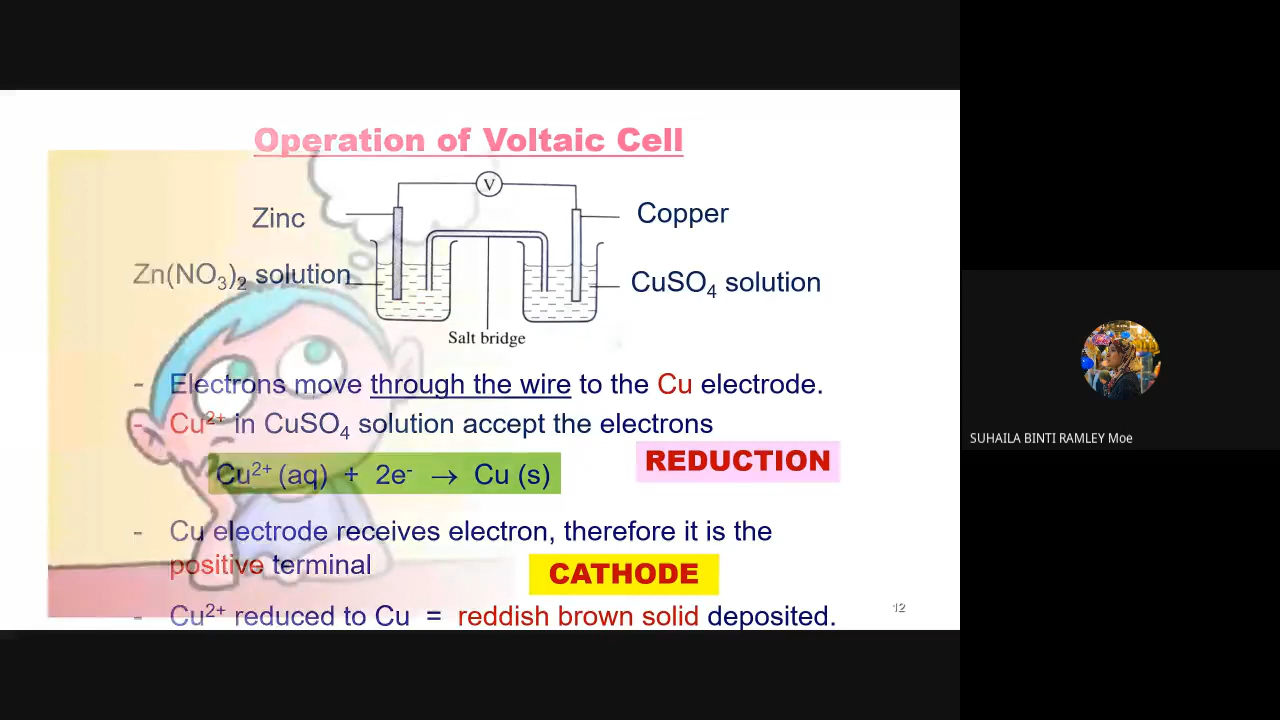 Operation of Voltaic Cell
V
Zinc
Copper
Zn(NO₃)₂ solution
CuSO₄ solution
Salt bridge
- Electrons move through the wire to the Cu electrode.
- Cu²⁺ in CuSO₄ solution accept the electrons
REDUCTION
Cu²⁺ (aq) + 2e⁻ → Cu (s)
- Cu electrode receives electron, therefore it is the
positive terminal
CATHODE
- Cu²⁺ reduced to Cu = reddish brown solid deposited.
12
SUHAILA BINTI RAMLEY Moe